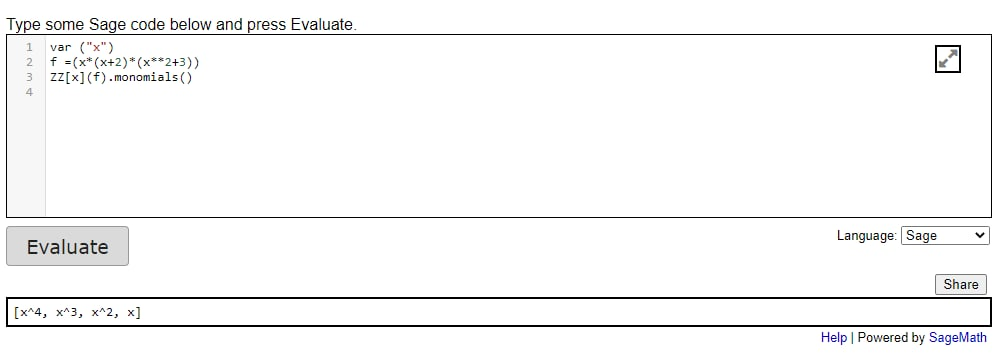 Type some Sage code below and press Evaluate.
1 var ("x")
2 f =(x*(x+2)*(x**2+3))
3 ZZ[x](f).monomials()
4
Evaluate
Language: Sage
Share
[x^4, x^3, x^2, x]
Help | Powered by SageMath